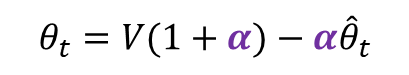 θₜ = V(1 + α) − αθ̂ₜ